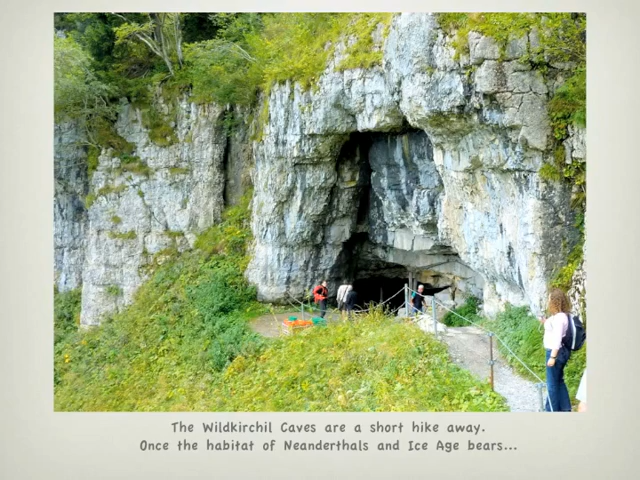 The Wildkirchil Caves are a short hike away.
Once the habitat of Neanderthals and Ice Age bears...